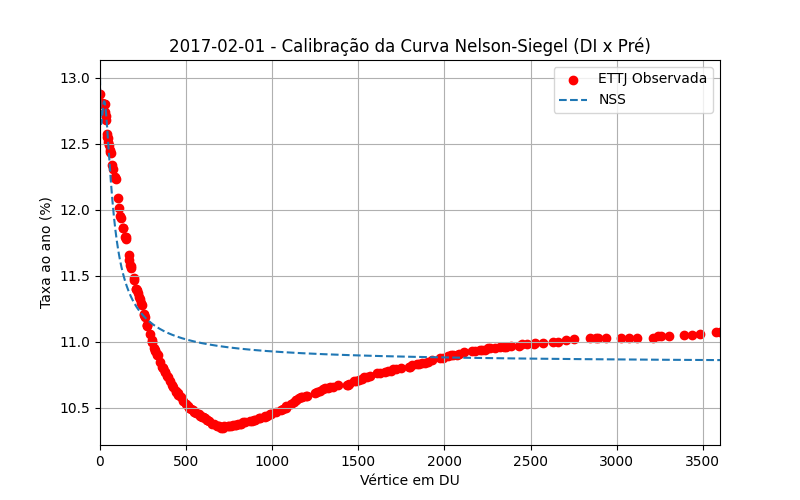 2017-02-01 - Calibração da Curva Nelson-Siegel (DI x Pré)
ETTJ Observada
NSS
Taxa ao ano (%)
13.0
12.5
12.0
11.5
11.0
10.5
0 500 1000 1500 2000 2500 3000 3500
Vértice em DU